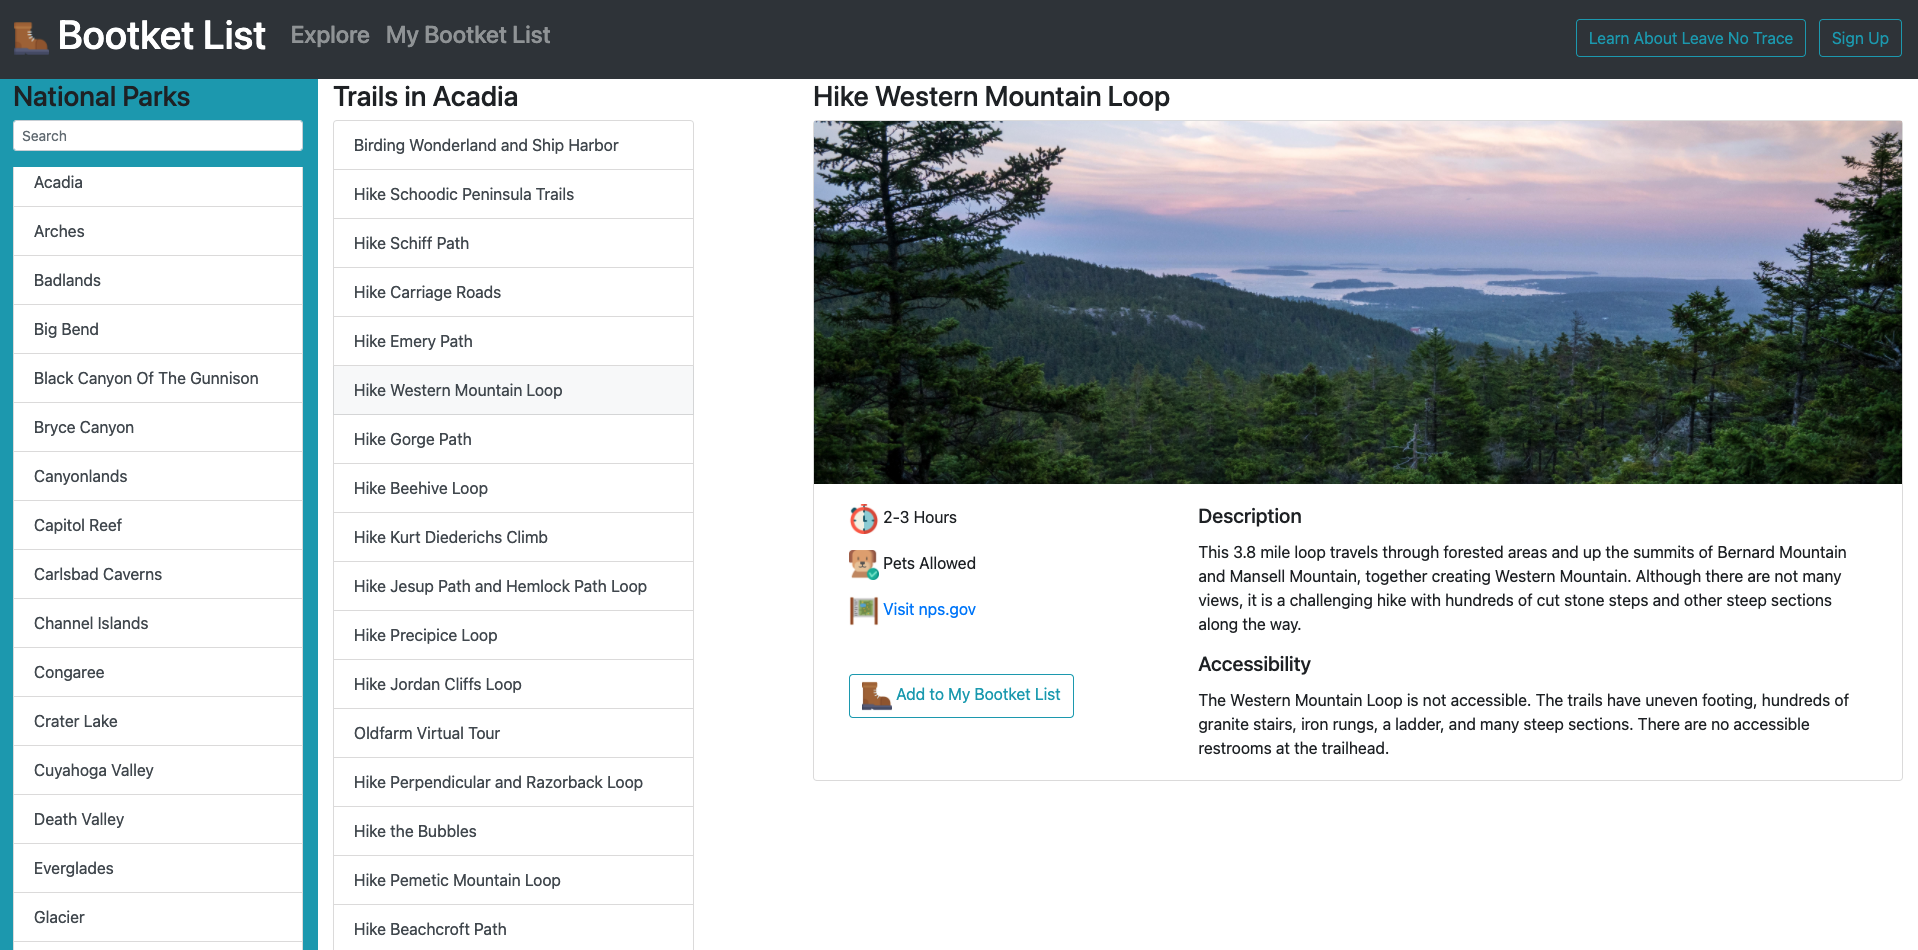 Bootket List
Explore
My Bootket List
Learn About Leave No Trace
Sign Up
National Parks
Search
Acadia
Arches
Badlands
Big Bend
Black Canyon Of The Gunnison
Bryce Canyon
Canyonlands
Capitol Reef
Carlsbad Caverns
Channel Islands
Congaree
Crater Lake
Cuyahoga Valley
Death Valley
Everglades
Glacier
Trails in Acadia
Birding Wonderland and Ship Harbor
Hike Schoodic Peninsula Trails
Hike Schiff Path
Hike Carriage Roads
Hike Emery Path
Hike Western Mountain Loop
Hike Gorge Path
Hike Beehive Loop
Hike Kurt Diederichs Climb
Hike Jesup Path and Hemlock Path Loop
Hike Precipice Loop
Hike Jordan Cliffs Loop
Oldfarm Virtual Tour
Hike Perpendicular and Razorback Loop
Hike the Bubbles
Hike Pemetic Mountain Loop
Hike Beachcroft Path
Hike Western Mountain Loop
2-3 Hours
Pets Allowed
Visit nps.gov
Add to My Bootket List
Description
This 3.8 mile loop travels through forested areas and up the summits of Bernard Mountain
and Mansell Mountain, together creating Western Mountain. Although there are not many
views, it is a challenging hike with hundreds of cut stone steps and other steep sections
along the way.
Accessibility
The Western Mountain Loop is not accessible. The trails have uneven footing, hundreds of
granite stairs, iron rungs, a ladder, and many steep sections. There are no accessible
restrooms at the trailhead.